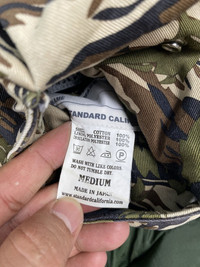 STANDARD CALIF
COTTON 100%
POLYESTER 100%
POLYESTER 100%
WASH WITH LIKE COLORS
DO NOT TUMBLE DRY
MEDIUM
MADE IN JAPAN
www.standardcalifornia.com